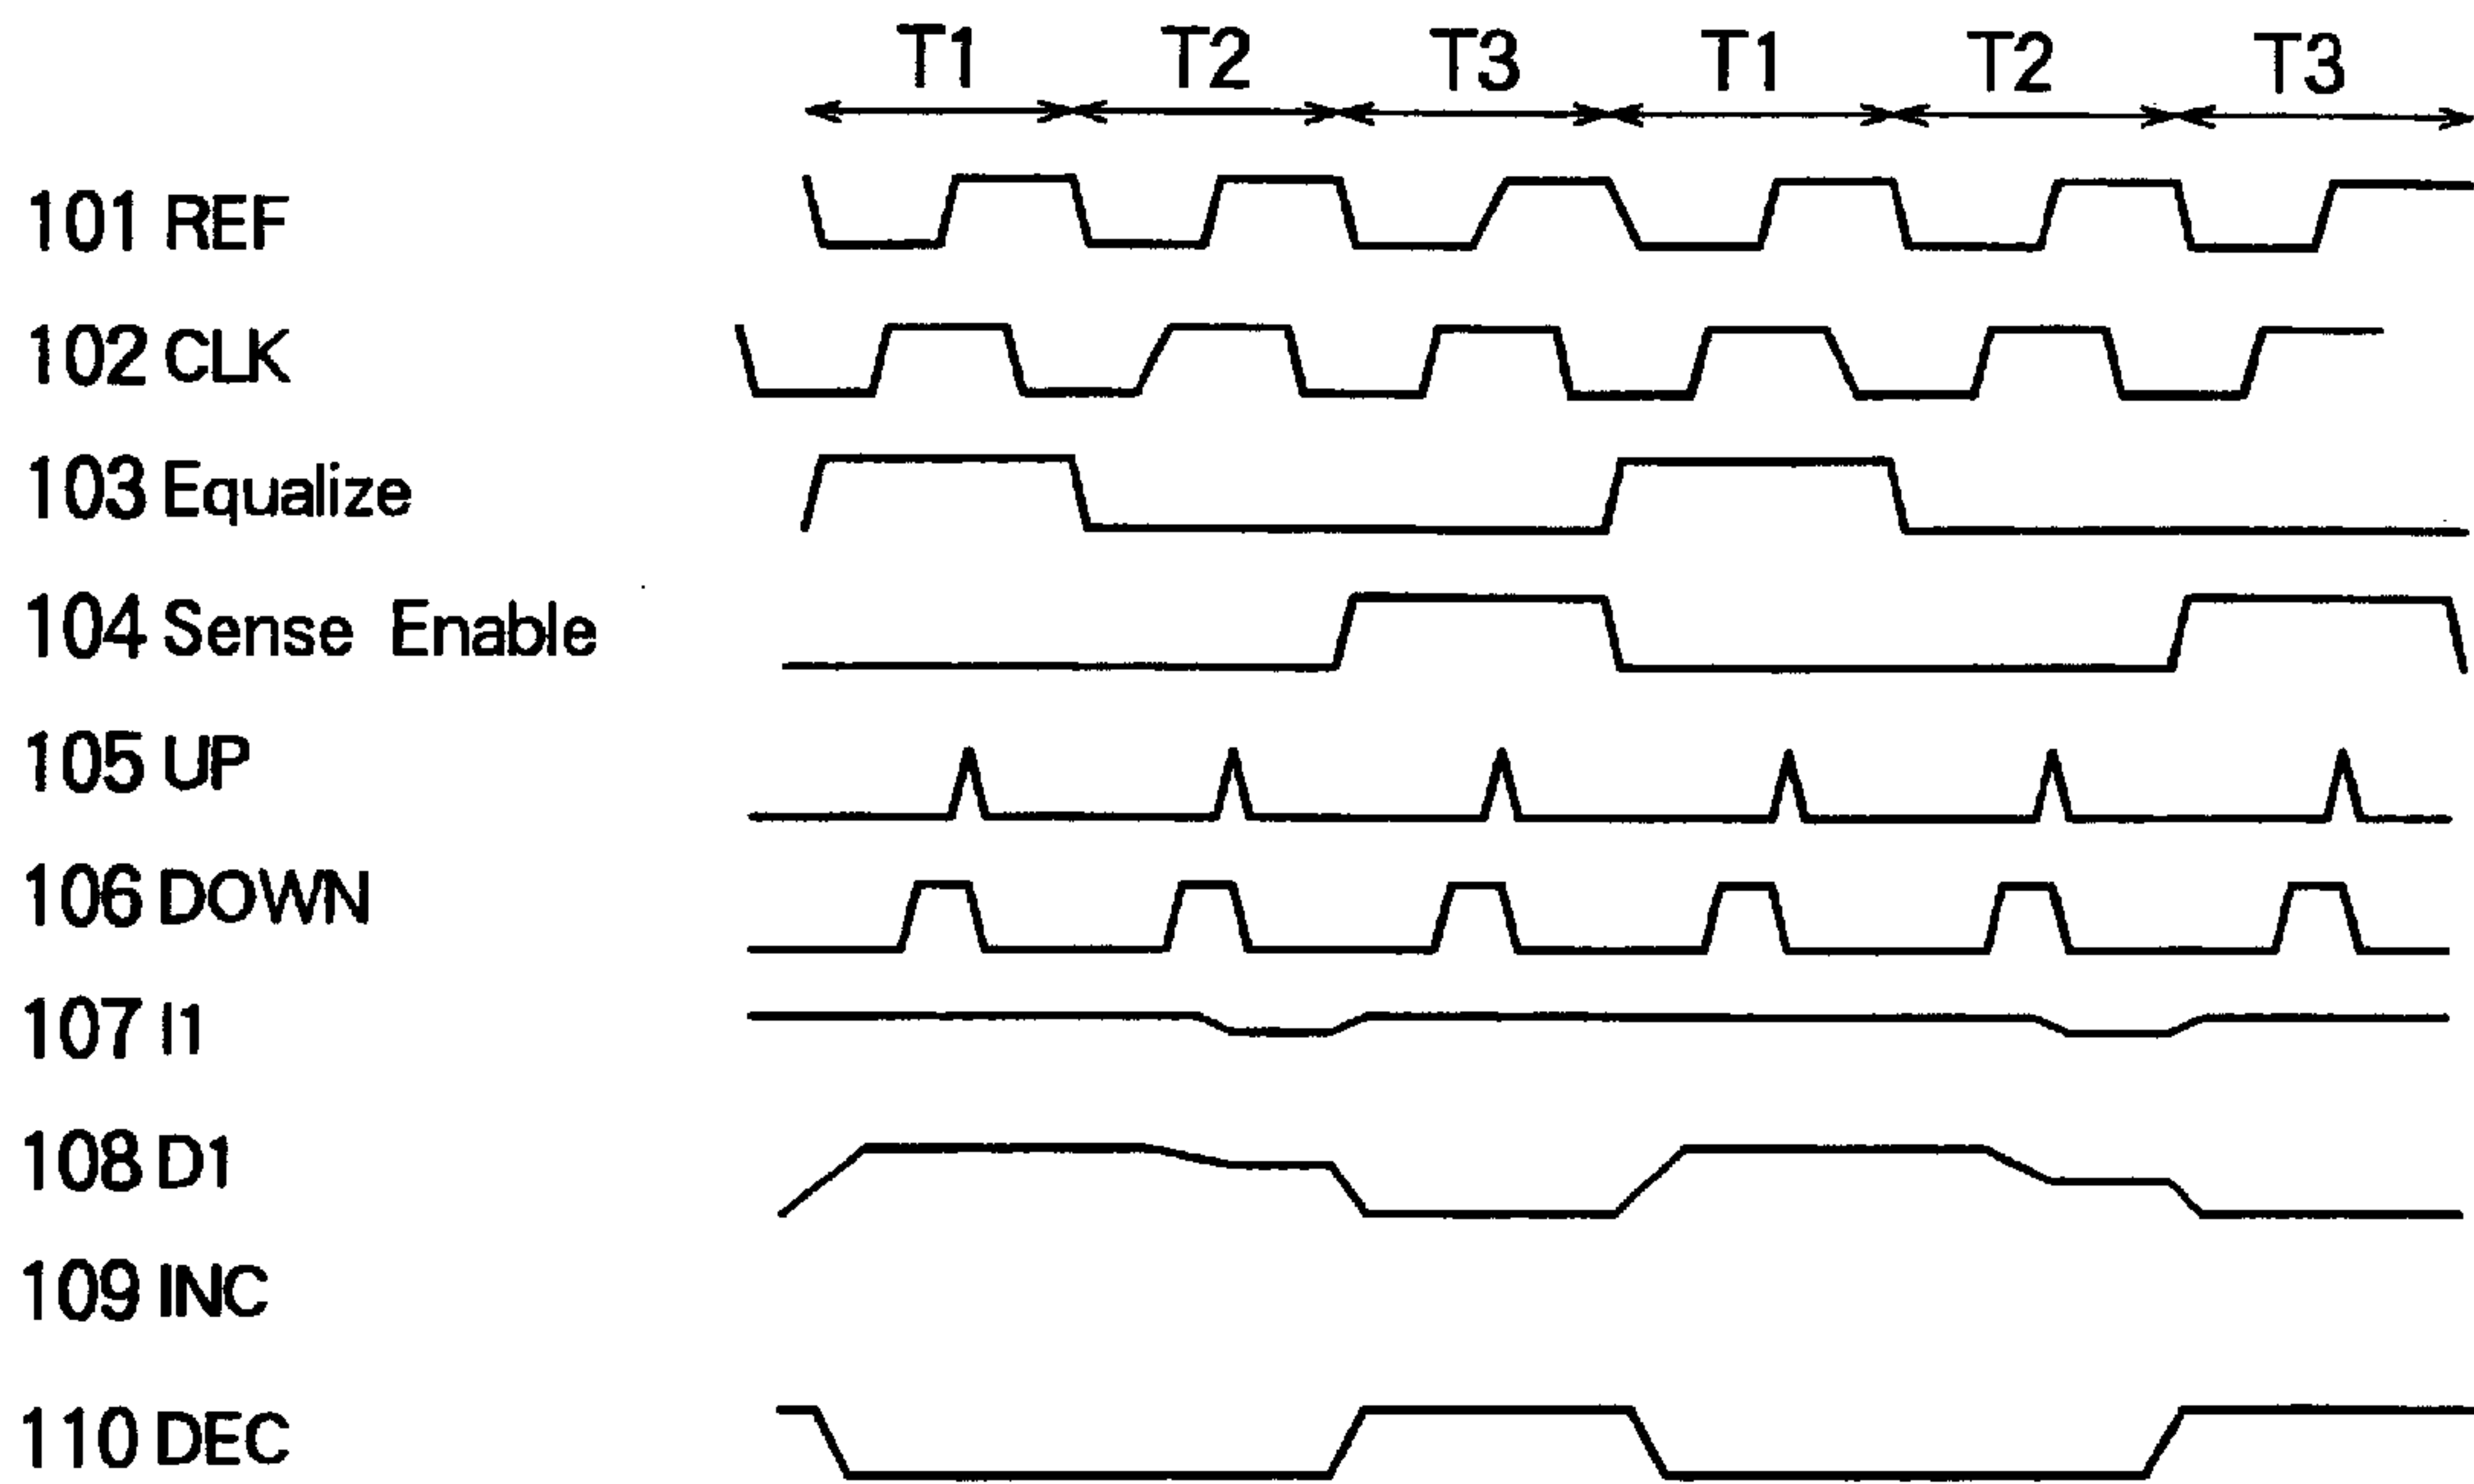 T1 T2 T3 T1 T2 T3
101 REF
102 CLK
103 Equalize
104 Sense Enable
105 UP
106 DOWN
107 I1
108 D1
109 INC
110 DEC